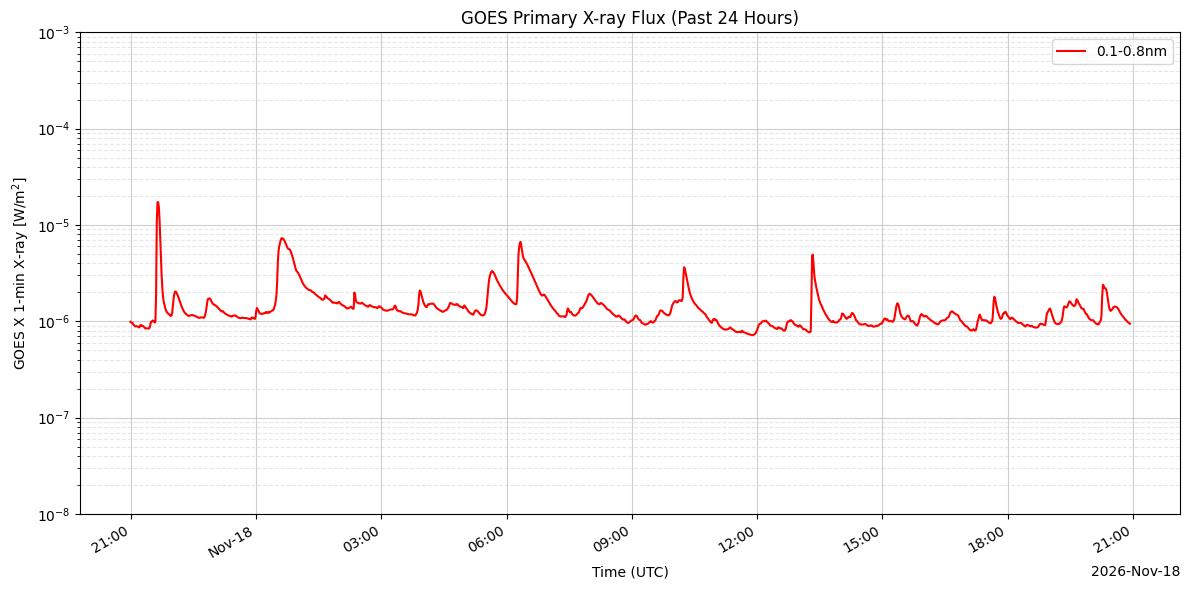 GOES Primary X-ray Flux (Past 24 Hours)
0.1-0.8nm
GOES X 1-min X-ray [W/m²]
10⁻³
10⁻⁴
10⁻⁵
10⁻⁶
10⁻⁷
10⁻⁸
21:00
Nov-18
03:00
06:00
09:00
12:00
15:00
18:00
21:00
Time (UTC)
2026-Nov-18